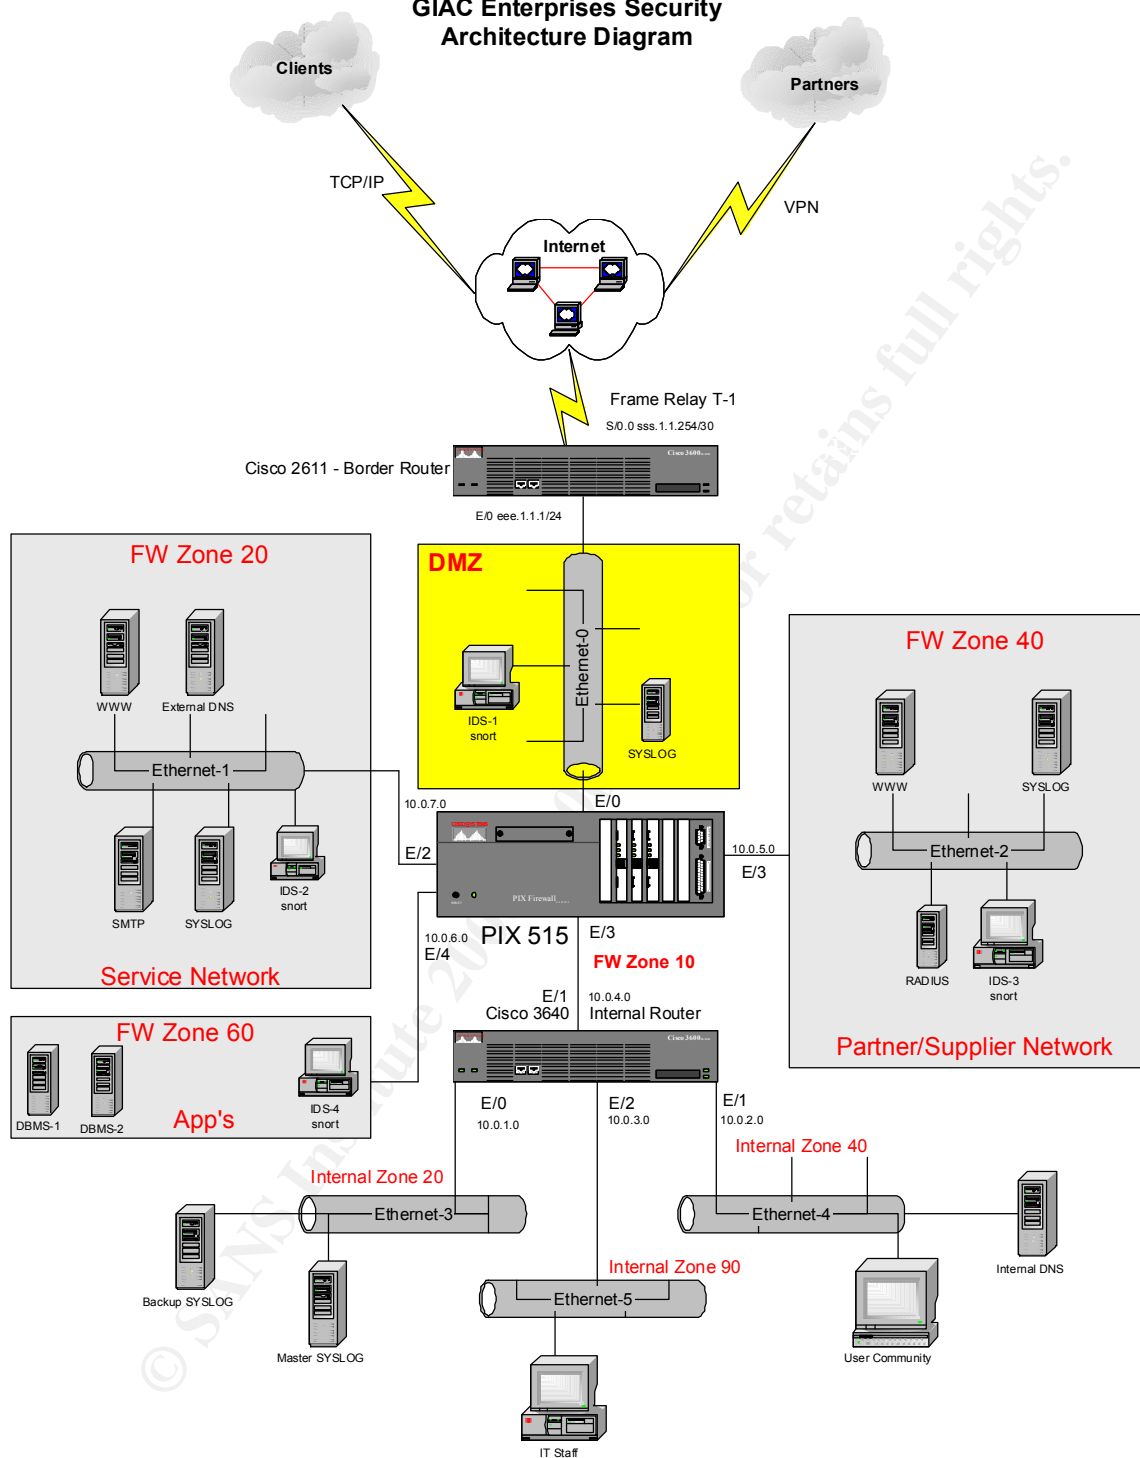 GIAC Enterprises Security
Architecture Diagram
Clients
Partners
TCP/IP
VPN
Internet
Frame Relay T-1
S/0.0 sss.1.1.254/30
Cisco 2611 - Border Router
Cisco 3600
E/0 eee.1.1.1/24
FW Zone 20
DMZ
FW Zone 40
WWW
External DNS
Ethernet-0
IDS-1
snort
SYSLOG
WWW
SYSLOG
Ethernet-1
10.0.7.0
E/0
Ethernet-2
E/2
PIX Firewall
10.0.5.0
E/3
SMTP
SYSLOG
IDS-2
snort
10.0.6.0
E/4
PIX 515
E/3
FW Zone 10
RADIUS
IDS-3
snort
Service Network
E/1
10.0.4.0
Cisco 3640
Internal Router
Cisco 3600
Partner/Supplier Network
FW Zone 60
DBMS-1
DBMS-2
App's
IDS-4
snort
E/0
10.0.1.0
E/2
10.0.3.0
E/1
10.0.2.0
Internal Zone 20
Internal Zone 40
Ethernet-3
Ethernet-4
Internal DNS
Backup SYSLOG
Internal Zone 90
Ethernet-5
Master SYSLOG
User Community
IT Staff
© SANS Institute 200
or retains full rights.